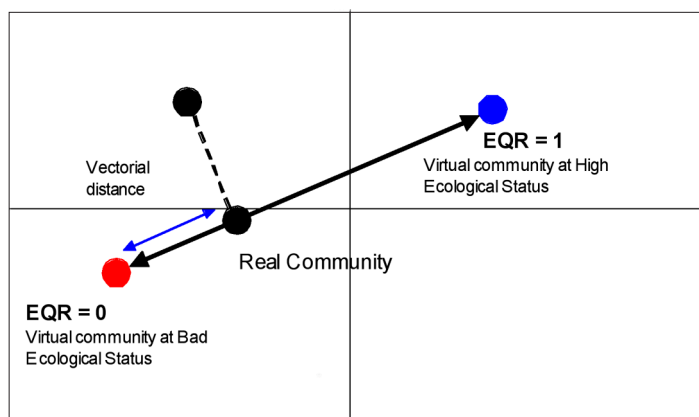 EQR = 1
Virtual community at High
Ecological Status
Vectorial
distance
Real Community
EQR = 0
Virtual community at Bad
Ecological Status